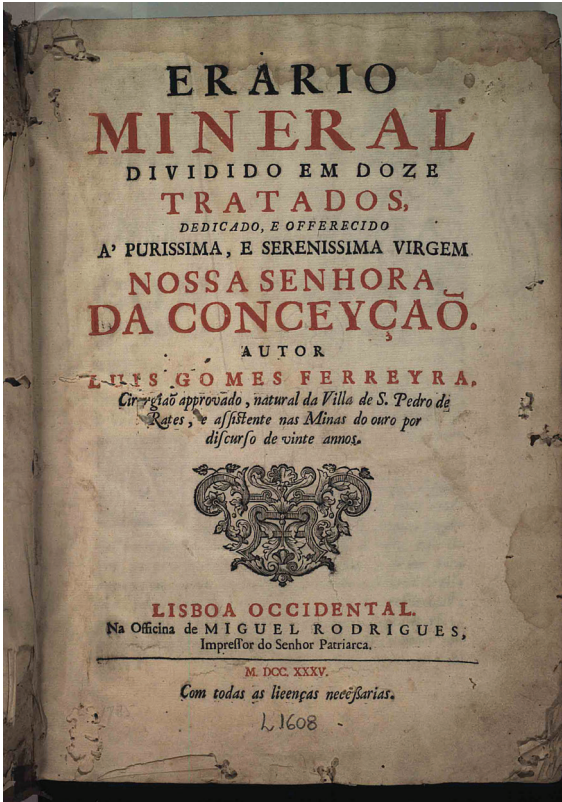 ERARIO
MINERAL
DIVIDIDO EM DOZE
TRATADOS,
DEDICADO, E OFFERECIDO
A' PURISSIMA, E SERENISSIMA VIRGEM
NOSSA SENHORA
DA CONCEYÇAÕ.
AUTOR
LUIS GOMES FERREYRA,
Cirurgiaõ approvado, natural da Villa de S. Pedro de
Rates, e aſſiſtente nas Minas do ouro por
diſcurſo de vinte annos.
LISBOA OCCIDENTAL.
Na Officina de MIGUEL RODRIGUES,
Impreſſor do Senhor Patriarca.
M. DCC. XXXV.
Com todas as licenças neceſſarias.
L1608